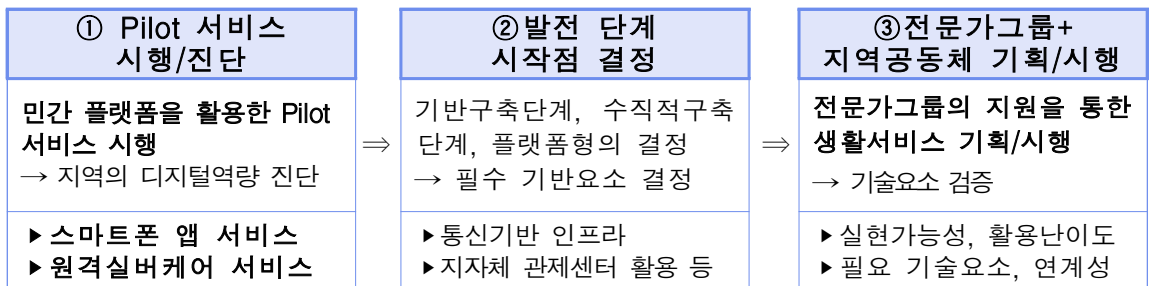 ① Pilot 서비스
시행/진단
민간 플랫폼을 활용한 Pilot
서비스 시행
→ 지역의 디지털역량 진단
▶스마트폰 앱 서비스
▶원격실버케어 서비스
⇒
②발전 단계
시작점 결정
기반구축단계, 수직적구축
단계, 플랫폼형의 결정
→ 필수 기반요소 결정
▶통신기반 인프라
▶지자체 관제센터 활용 등
⇒
③전문가그룹+
지역공동체 기획/시행
전문가그룹의 지원을 통한
생활서비스 기획/시행
→ 기술요소 검증
▶실현가능성, 활용난이도
▶필요 기술요소, 연계성